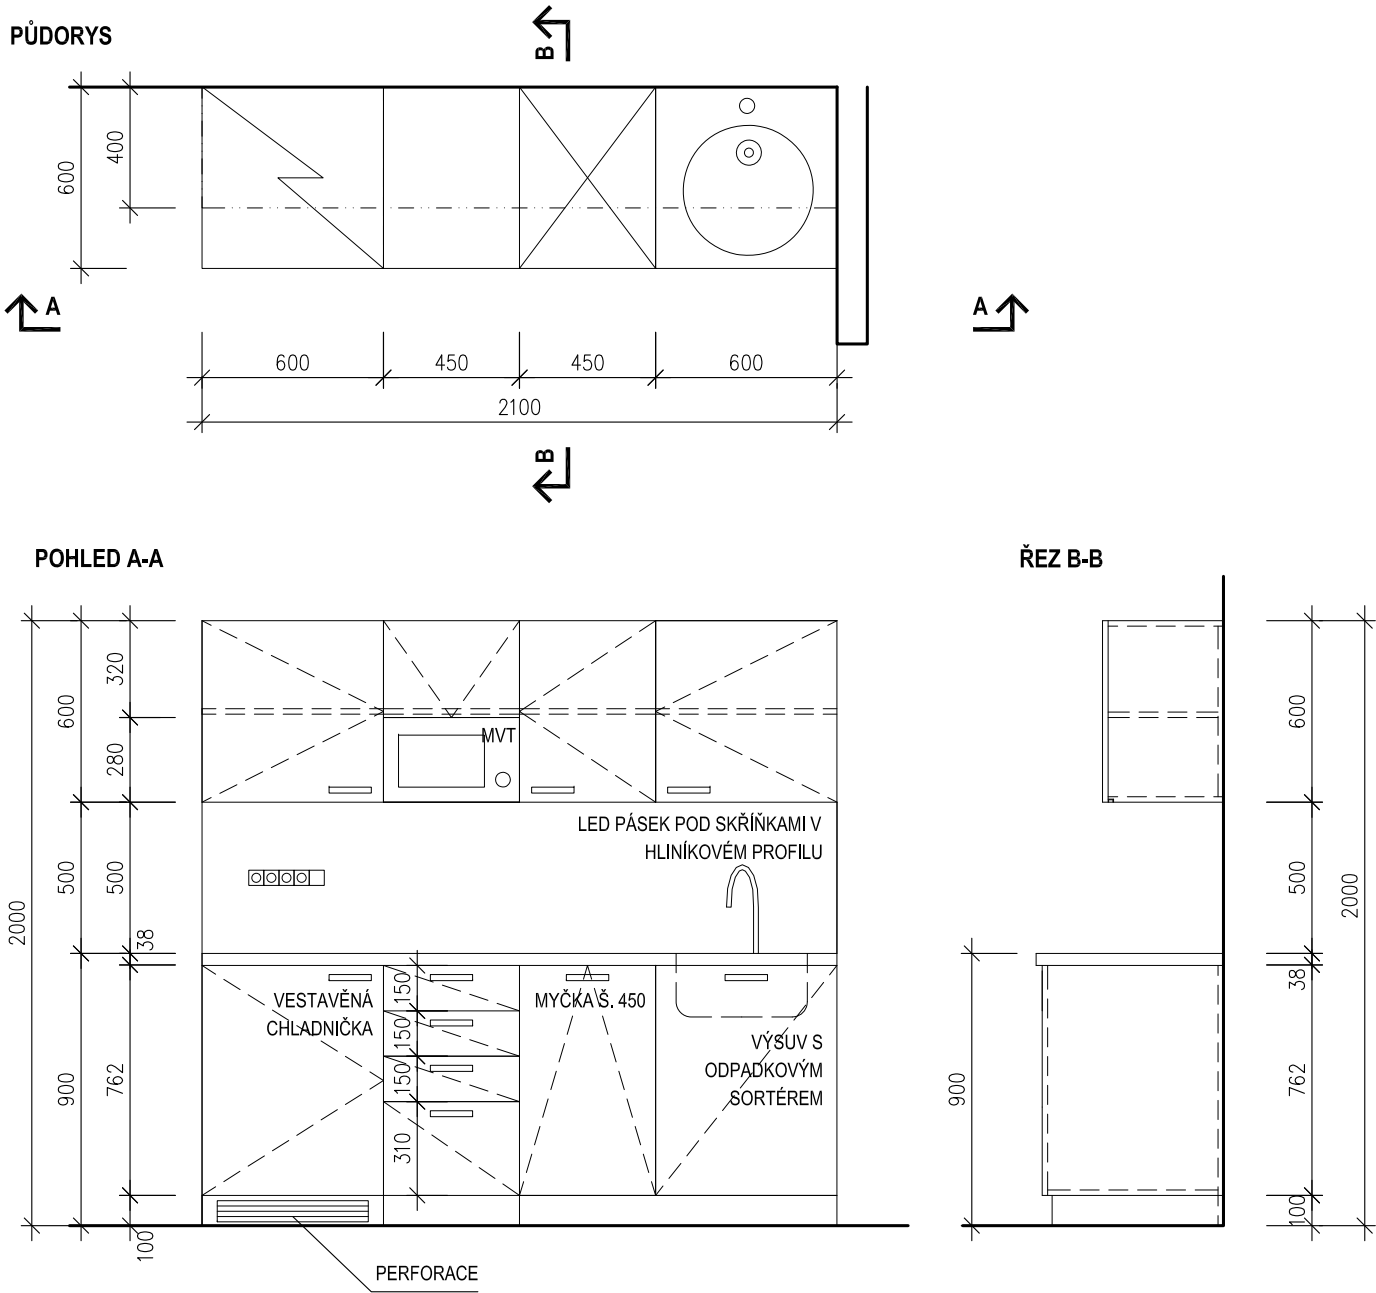 PŮDORYS
B
600
400
A
A
600
450
450
600
2100
B
POHLED A-A
ŘEZ B-B
2000
600
500
900
320
280
500
38
762
100
MVT
LED PÁSEK POD SKŘÍŇKAMI V
HLINÍKOVÉM PROFILU
VESTAVĚNÁ
CHLADNIČKA
150
150
150
310
MYČKA Š. 450
VÝSUV S
ODPADKOVÝM
SORTÉREM
PERFORACE
900
600
500
38
762
100
2000